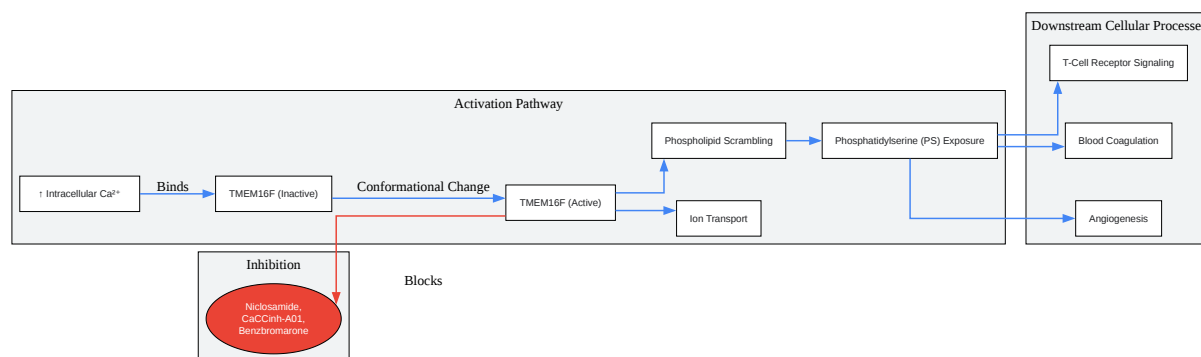 Downstream Cellular Processe
T-Cell Receptor Signaling
Activation Pathway
Phospholipid Scrambling
Phosphatidylserine (PS) Exposure
Blood Coagulation
↑ Intracellular Ca²⁺
Binds
TMEM16F (Inactive)
Conformational Change
TMEM16F (Active)
Ion Transport
Angiogenesis
Inhibition
Blocks
Niclosamide,
CaCCinh-A01,
Benzbromarone